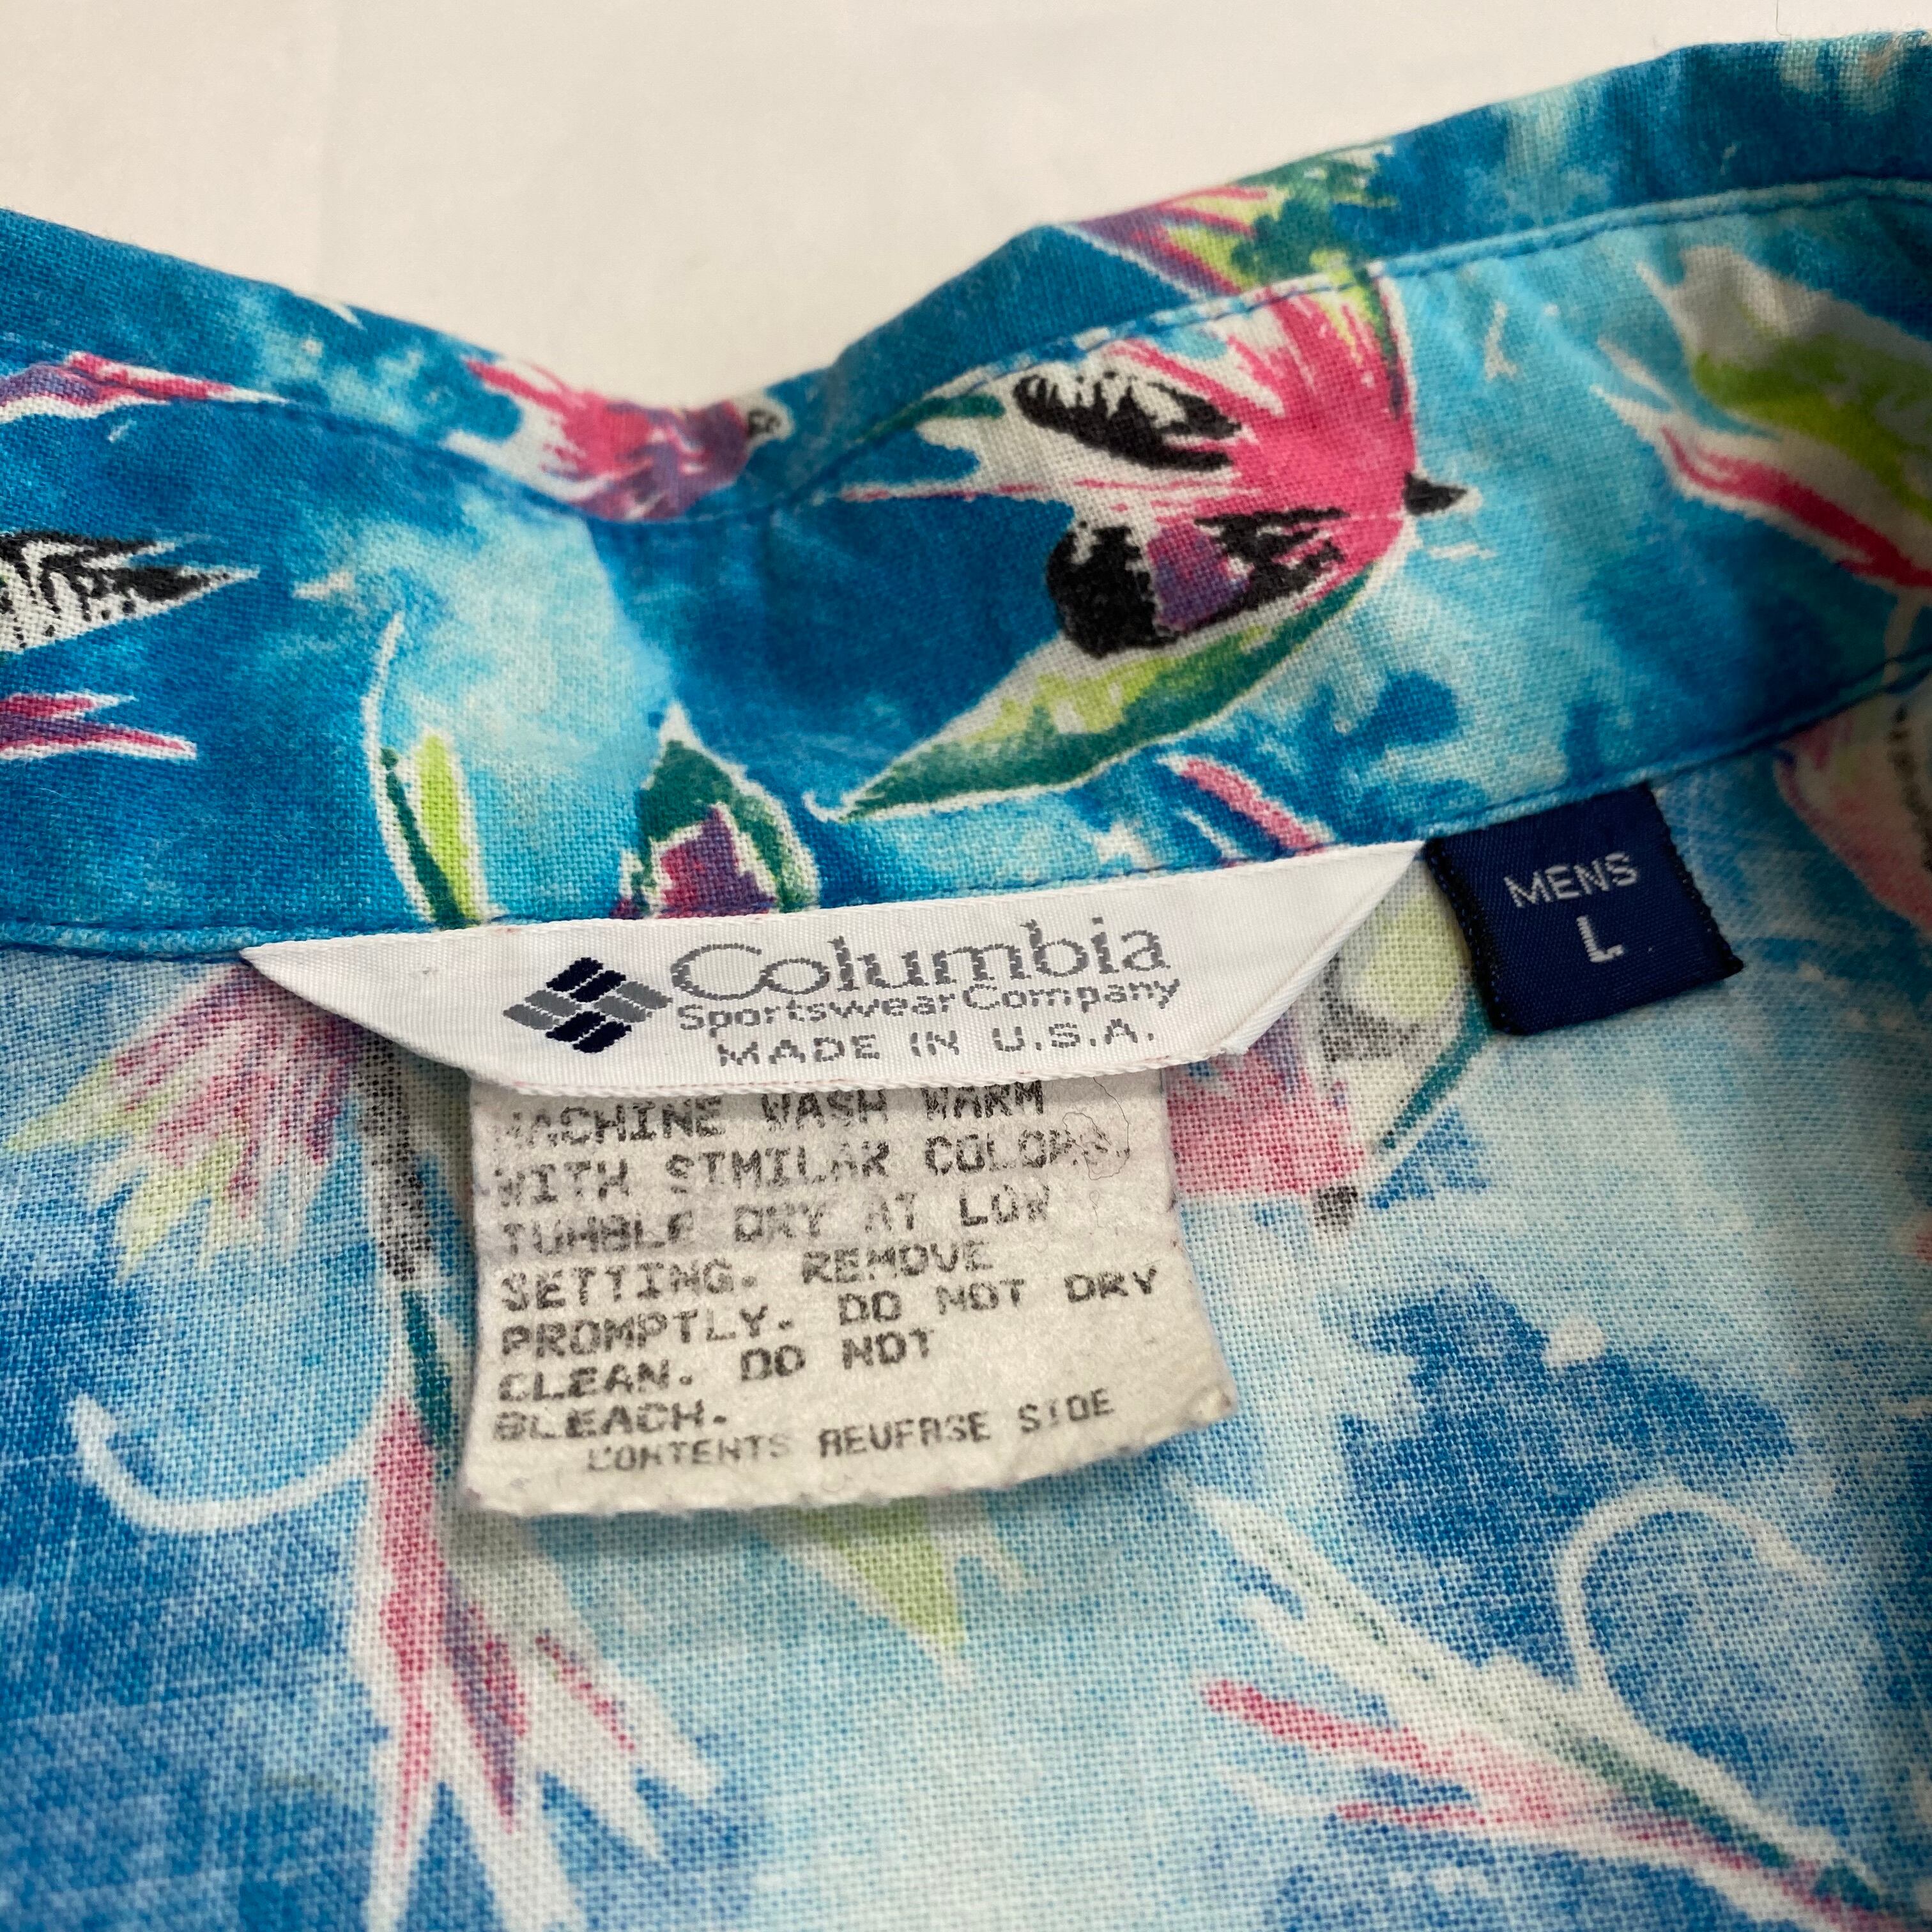 Columbia
Sportswear Company
MADE IN U.S.A.
MENS
L
MACHINE WASH WARM
WITH SIMILAR COLORS.
TUMBLE DRY AT LOW
SETTING. REMOVE
PROMPTLY. DO NOT DRY
CLEAN. DO NOT
BLEACH.
CONTENTS REVERSE SIDE